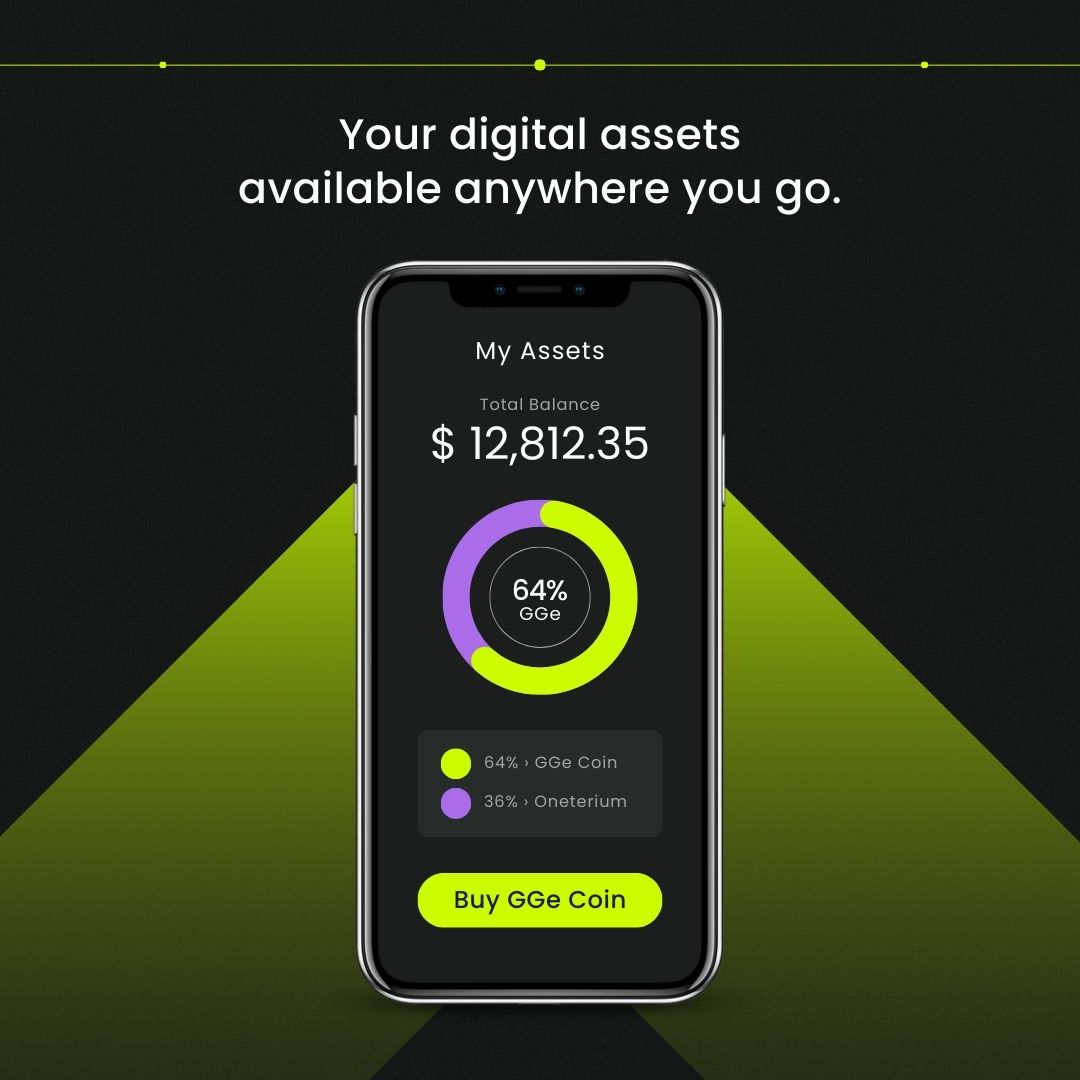 Your digital assets
available anywhere you go.
My Assets
Total Balance
$ 12,812.35
64%
GGe
64% › GGe Coin
36% › Oneterium
Buy GGe Coin